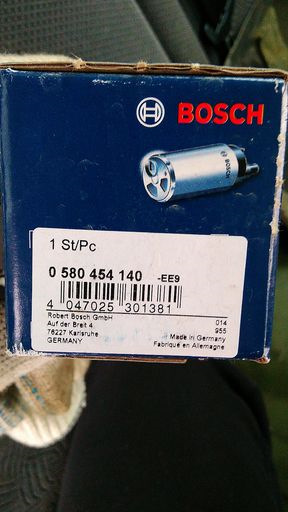 BOSCH
1 St/Pc
0 580 454 140 -EE9
4 047025 301381
Robert Bosch GmbH 014
Auf der Breit 4 955
76227 Karlsruhe Made in Germany
GERMANY Fabriqué en Allemagne